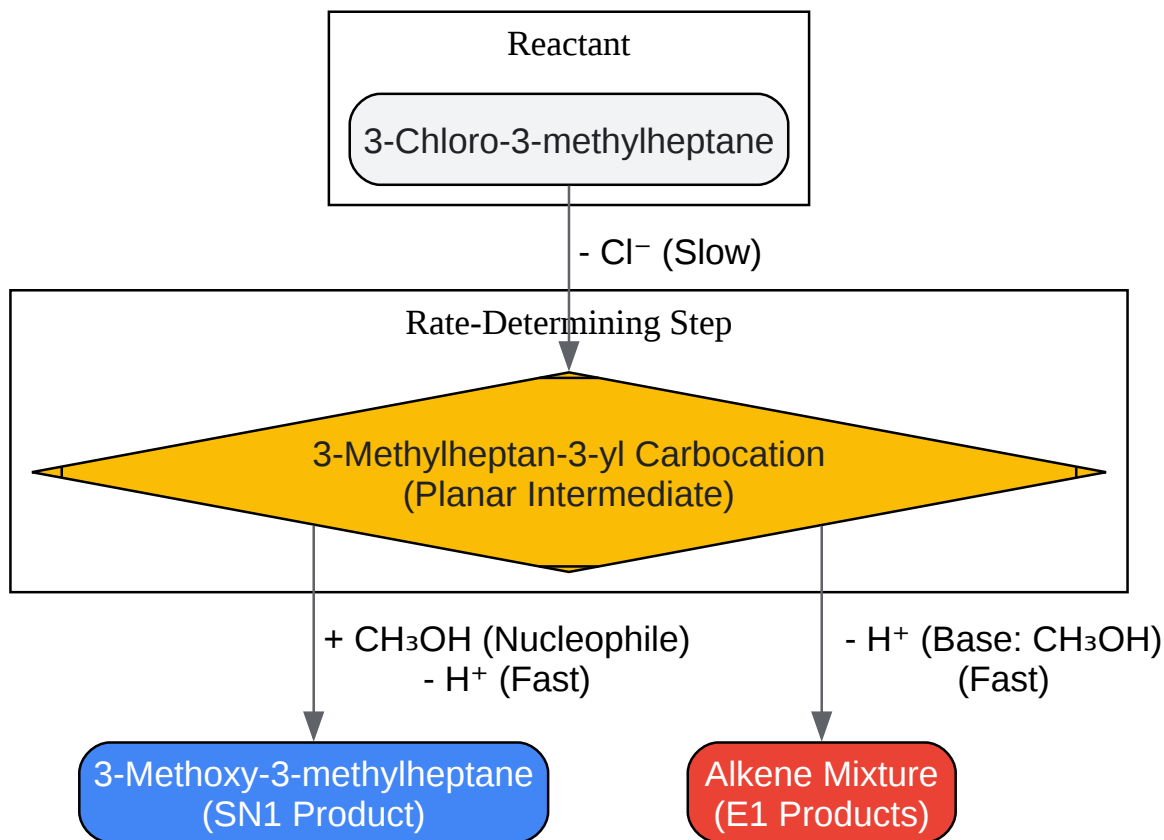 Reactant
3-Chloro-3-methylheptane
- Cl⁻ (Slow)
Rate-Determining Step
3-Methylheptan-3-yl Carbocation
(Planar Intermediate)
+ CH₃OH (Nucleophile)
- H⁺ (Fast)
- H⁺ (Base: CH₃OH)
(Fast)
3-Methoxy-3-methylheptane
(SN1 Product)
Alkene Mixture
(E1 Products)